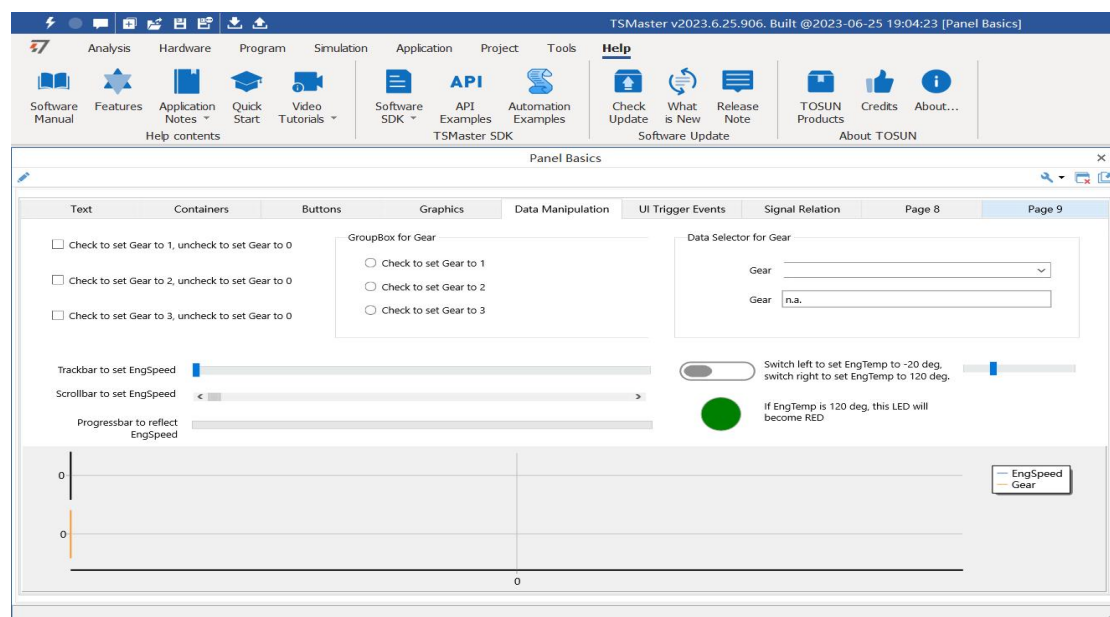 TSMaster v2023.6.25.906. Built @2023-06-25 19:04:23 [Panel Basics]
Analysis Hardware Program Simulation Application Project Tools Help
Software Manual
Features
Application Notes
Quick Start
Video Tutorials
Software SDK
API
API Examples
Automation Examples
Check Update
What is New
Release Note
TOSUN Products
Credits
About...
Help contents
TSMaster SDK
Software Update
About TOSUN
Panel Basics
Text Containers Buttons Graphics Data Manipulation UI Trigger Events Signal Relation Page 8 Page 9
Check to set Gear to 1, uncheck to set Gear to 0
Check to set Gear to 2, uncheck to set Gear to 0
Check to set Gear to 3, uncheck to set Gear to 0
GroupBox for Gear
Check to set Gear to 1
Check to set Gear to 2
Check to set Gear to 3
Data Selector for Gear
Gear
Gear n.a.
Trackbar to set EngSpeed
Scrollbar to set EngSpeed
Progressbar to reflect
EngSpeed
Switch left to set EngTemp to -20 deg,
switch right to set EngTemp to 120 deg.
If EngTemp is 120 deg, this LED will
become RED
0
0
0
EngSpeed
Gear